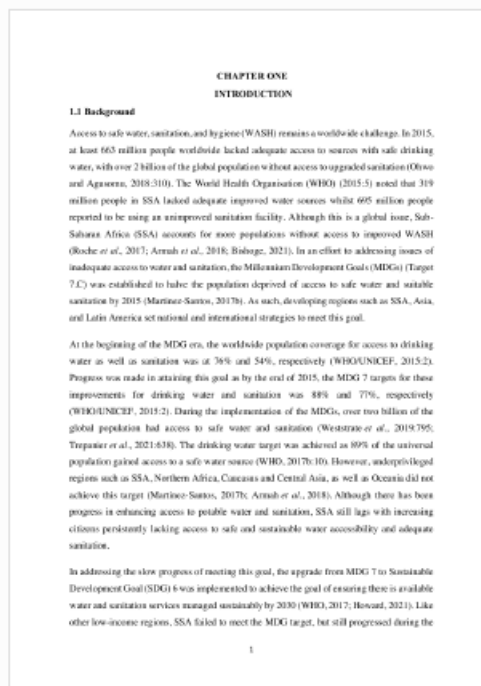 CHAPTER ONE
INTRODUCTION
1.1 Background
Access to safe water, sanitation, and hygiene (WASH) remains a worldwide challenge. In 2015,
at least 663 million people worldwide lacked adequate access to sources with safe drinking
water, with over 2 billion of the global population without access to upgraded sanitation (Ohwo
and Agusomu, 2018:310). The World Health Organisation (WHO) (2015:5) noted that 319
million people in SSA lacked adequate improved water sources whilst 695 million people
reported to be using an unimproved sanitation facility. Although this is a global issue, Sub-
Saharan Africa (SSA) accounts for more populations without access to improved WASH
(Roche et al., 2017; Armah et al., 2018; Bishoge, 2021). In an effort to addressing issues of
inadequate access to water and sanitation, the Millennium Development Goals (MDGs) (Target
7.C) was established to halve the population deprived of access to safe water and suitable
sanitation by 2015 (Martínez-Santos, 2017b). As such, developing regions such as SSA, Asia,
and Latin America set national and international strategies to meet this goal.
At the beginning of the MDG era, the worldwide population coverage for access to drinking
water as well as sanitation was at 76% and 54%, respectively (WHO/UNICEF, 2015:2).
Progress was made in attaining this goal as by the end of 2015, the MDG 7 targets for these
improvements for drinking water and sanitation was 88% and 77%, respectively
(WHO/UNICEF, 2015:2). During the implementation of the MDGs, over two billion of the
global population had access to safe water and sanitation (Weststrate et al., 2019:795;
Trepanier et al., 2021:638). The drinking water target was achieved as 89% of the universal
population gained access to a safe water source (WHO, 2017b:10). However, underprivileged
regions such as SSA, Northern Africa, Caucasus and Central Asia, as well as Oceania did not
achieve this target (Martínez-Santos, 2017b; Armah et al., 2018). Although there has been
progress in enhancing access to potable water and sanitation, SSA still lags with increasing
citizens persistently lacking access to safe and sustainable water accessibility and adequate
sanitation.
In addressing the slow progress of meeting this goal, the upgrade from MDG 7 to Sustainable
Development Goal (SDG) 6 was implemented to achieve the goal of ensuring there is available
water and sanitation services managed sustainably by 2030 (WHO, 2017; Howard, 2021). Like
other low-income regions, SSA failed to meet the MDG target, but still progressed during the
1